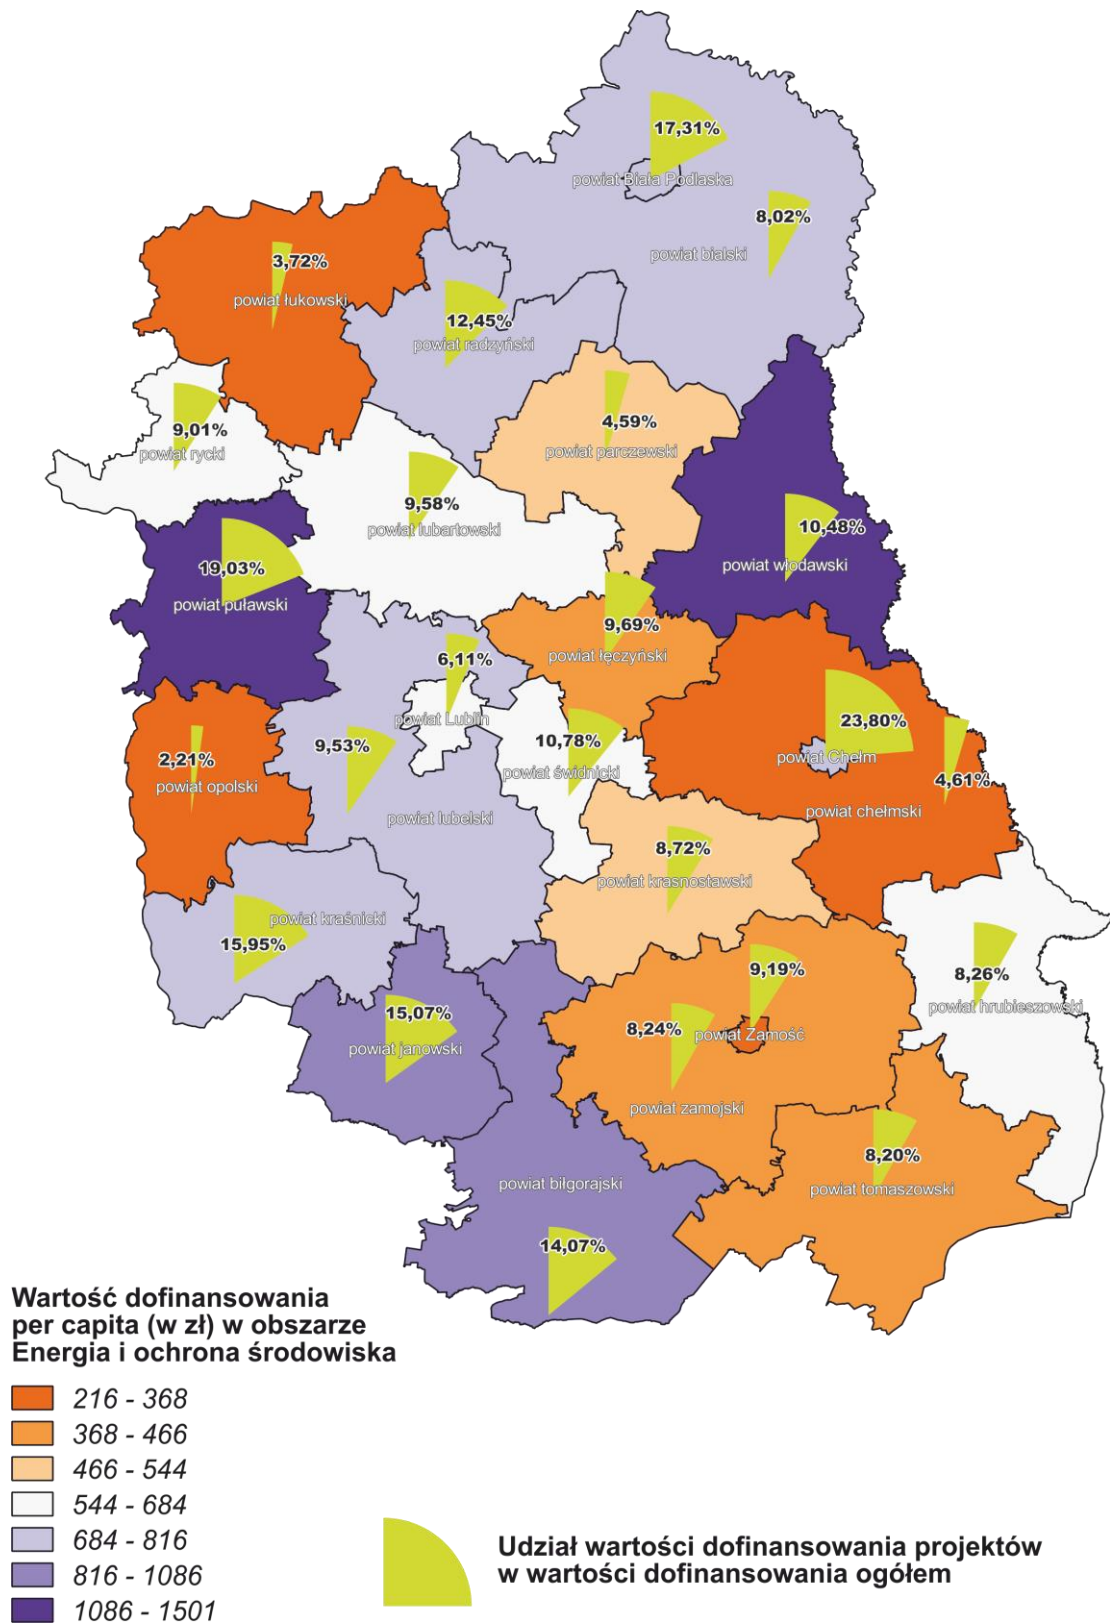 17,31%
powiat Biała Podlaska
8,02%
powiat bialski
3,72%
powiat łukowski
12,45%
powiat radzyński
9,01%
powiat rycki
4,59%
powiat parczewski
9,58%
powiat lubartowski
10,48%
powiat włodawski
19,03%
powiat puławski
9,69%
powiat łęczyński
6,11%
powiat Lublin
23,80%
powiat Chełm
4,61%
powiat chełmski
2,21%
powiat opolski
9,53%
powiat lubelski
10,78%
powiat świdnicki
8,72%
powiat krasnostawski
powiat kraśnicki
15,95%
9,19%
powiat Zamość
8,26%
powiat hrubieszowski
15,07%
powiat janowski
8,24%
powiat zamojski
8,20%
powiat tomaszowski
powiat biłgorajski
14,07%
Wartość dofinansowania
per capita (w zł) w obszarze
Energia i ochrona środowiska
216 - 368
368 - 466
466 - 544
544 - 684
684 - 816
816 - 1086
1086 - 1501
Udział wartości dofinansowania projektów
w wartości dofinansowania ogółem